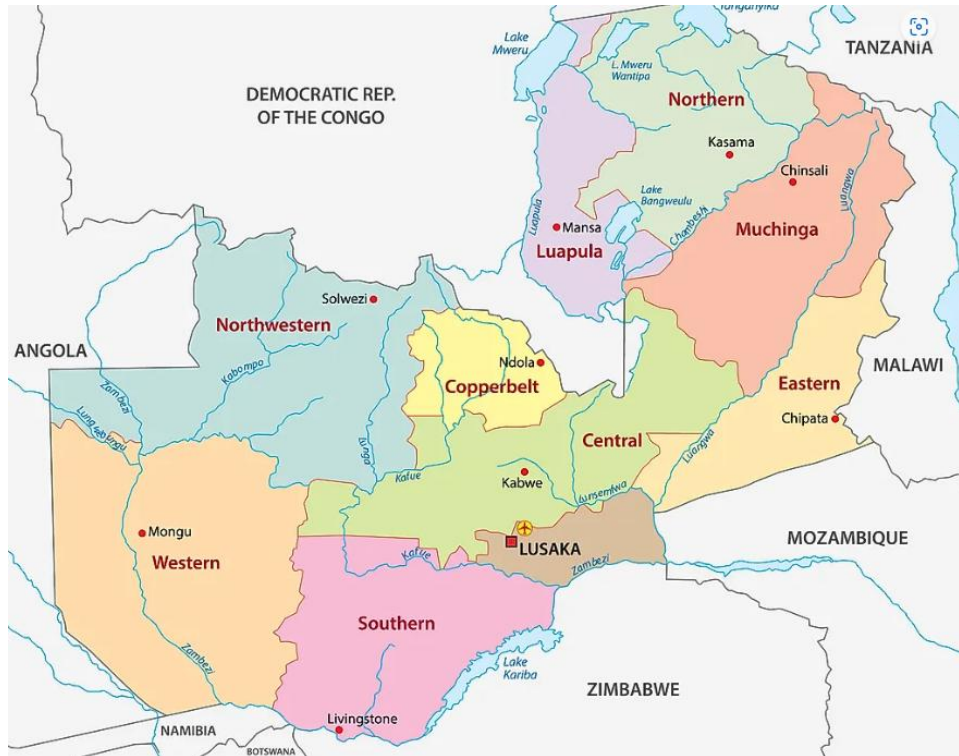 Tanganyika
Lake
Mweru
TANZANIA
L. Mweru
Wantipa
DEMOCRATIC REP.
OF THE CONGO
Northern
Kasama
Chinsali
Luangwa
Lake
Bangweulu
Luapula
Chambeshi
Mansa
Muchinga
Luapula
Solwezi
Northwestern
ANGOLA
Kabompo
Ndola
Copperbelt
MALAWI
Eastern
Zambezi
Lungwebungu
Chipata
Central
Luangwa
Lunga
Kafue
Kabwe
Lunsemfwa
Mongu
Western
LUSAKA
Kafue
Zambezi
MOZAMBIQUE
Southern
Zambezi
Lake
Kariba
ZIMBABWE
Livingstone
NAMIBIA
BOTSWANA